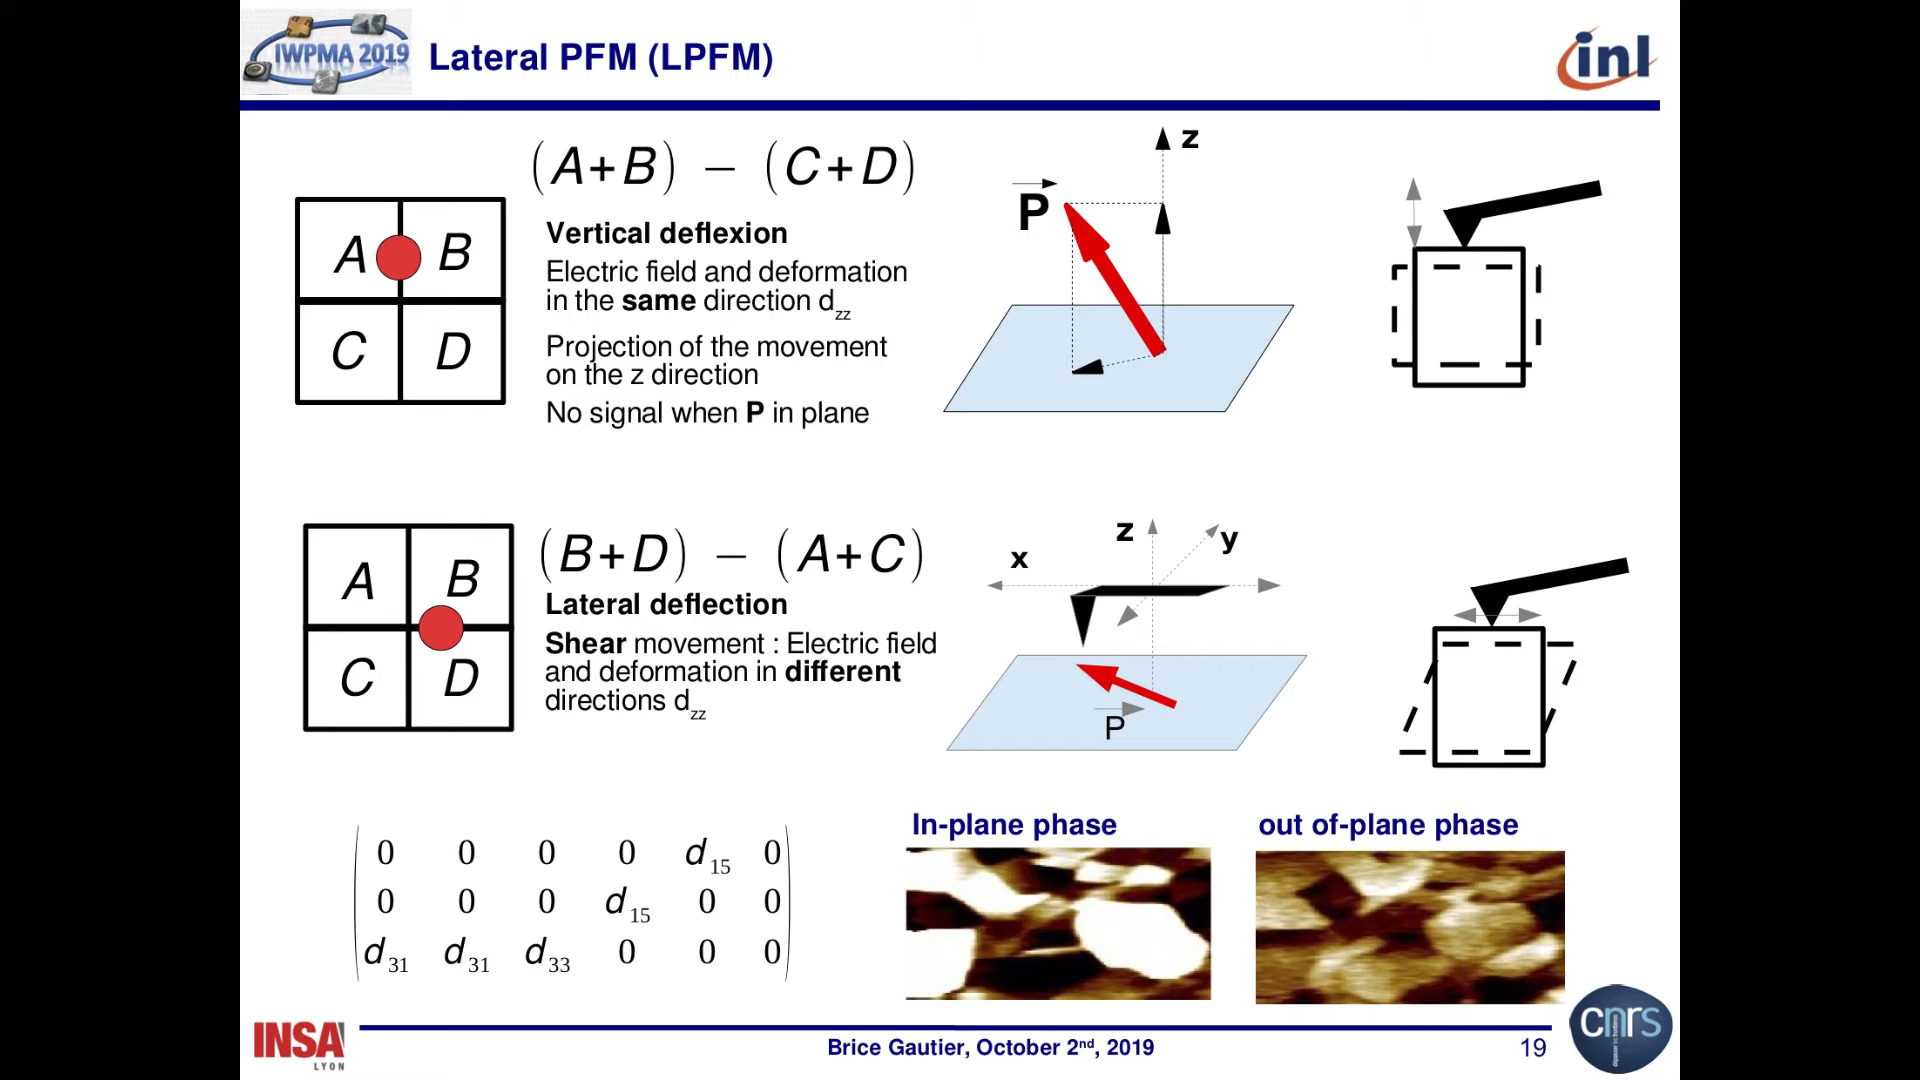 IWPMA 2019
Lateral PFM (LPFM)
inl
(A+B) − (C+D)
A B
C D
Vertical deflexion
Electric field and deformation
in the same direction dzz
Projection of the movement
on the z direction
No signal when P in plane
z
P
(B+D) − (A+C)
A B
C D
Lateral deflection
Shear movement : Electric field
and deformation in different
directions dzz
z
y
x
P
0 0 0 0 d15 0
0 0 0 d15 0 0
d31 d31 d33 0 0 0
In-plane phase
out of-plane phase
INSA
LYON
Brice Gautier, October 2nd, 2019
19
cnrs